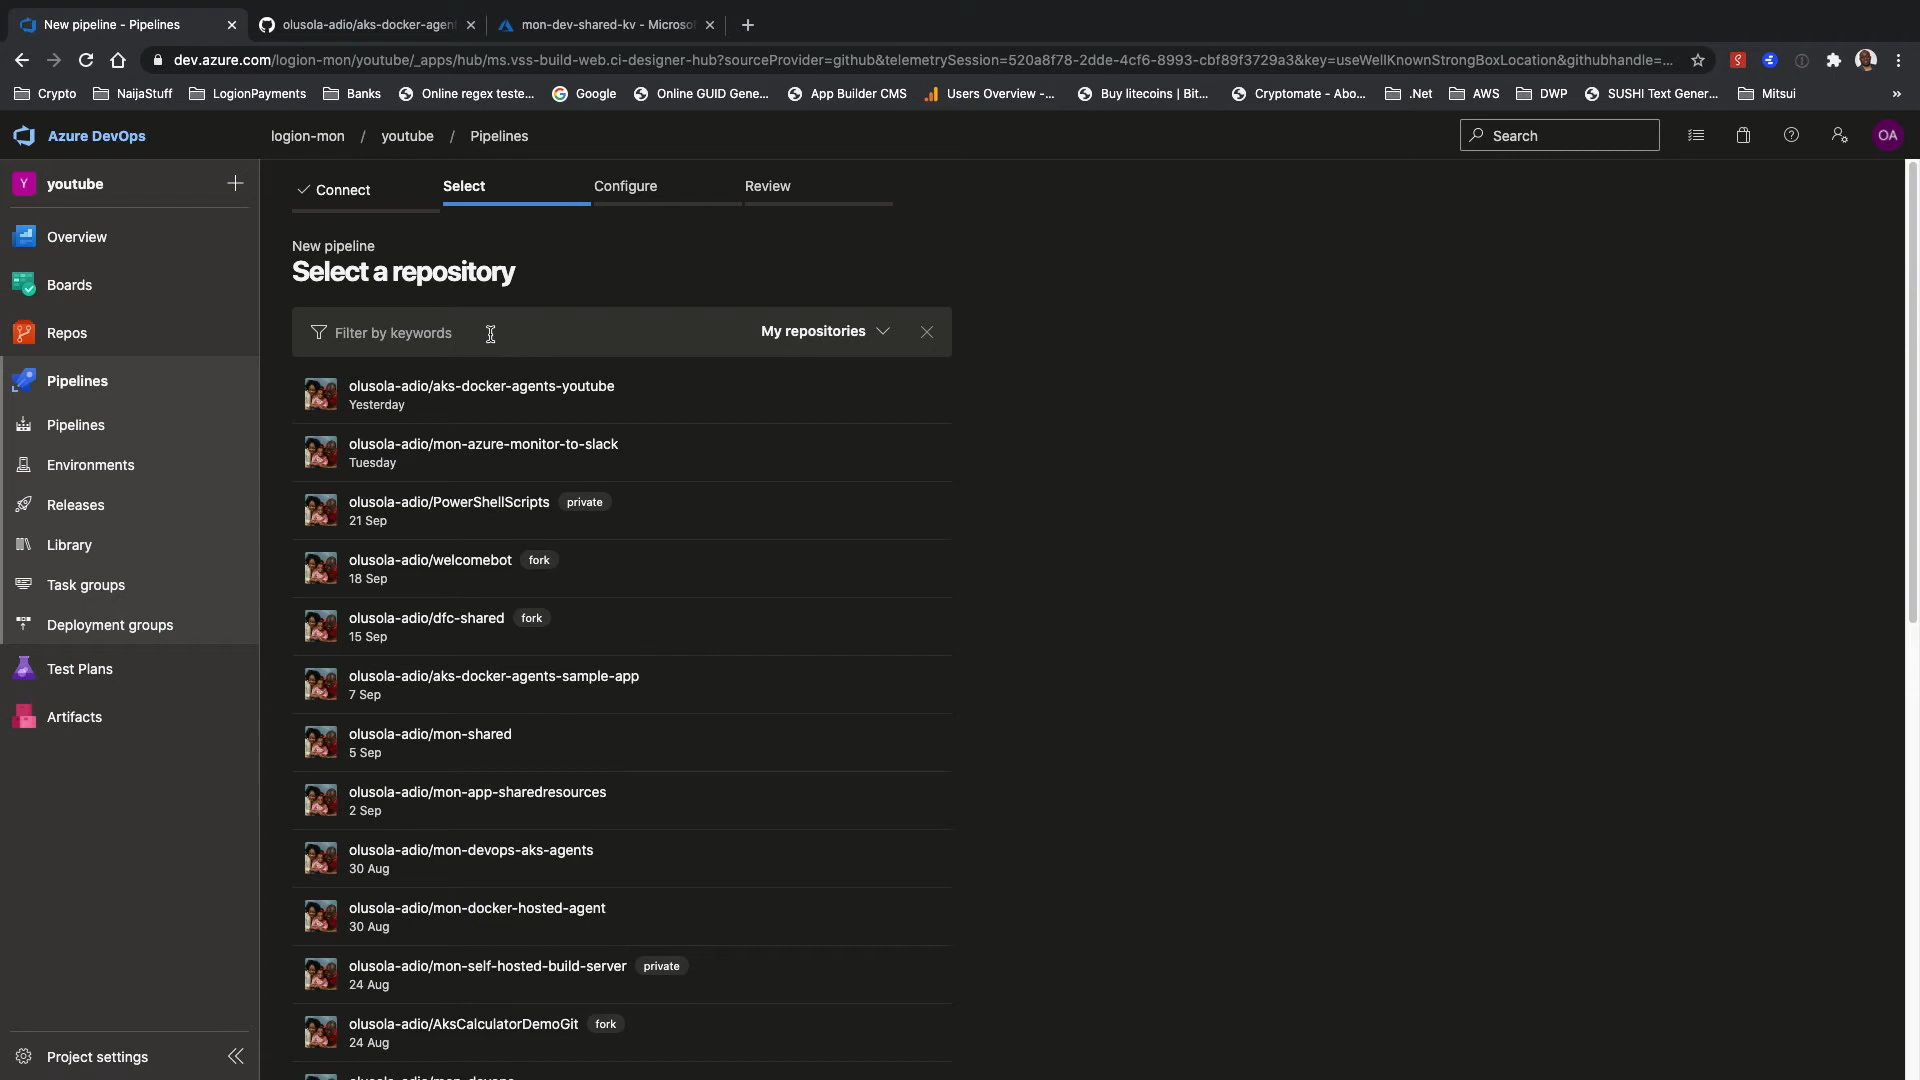 New pipeline - Pipelines
olusola-adio/aks-docker-agent
mon-dev-shared-kv - Microsof
dev.azure.com/logion-mon/youtube/_apps/hub/ms.vss-build-web.ci-designer-hub?sourceProvider=github&telemetrySession=520a8f78-2dde-4cf6-8993-cbf89f3729a3&key=useWellKnownStrongBoxLocation&githubhandle=...
Crypto
NaijaStuff
LogionPayments
Banks
Online regex teste...
Google
Online GUID Gene...
App Builder CMS
Users Overview -...
Buy litecoins | Bit...
Cryptomate - Abo...
.Net
AWS
DWP
SUSHI Text Gener...
Mitsui
»
Azure DevOps
logion-mon / youtube / Pipelines
Search
OA
Y youtube
Overview
Boards
Repos
Pipelines
Pipelines
Environments
Releases
Library
Task groups
Deployment groups
Test Plans
Artifacts
Project settings
Connect
Select
Configure
Review
New pipeline
Select a repository
Filter by keywords
My repositories
olusola-adio/aks-docker-agents-youtube
Yesterday
olusola-adio/mon-azure-monitor-to-slack
Tuesday
olusola-adio/PowerShellScripts private
21 Sep
olusola-adio/welcomebot fork
18 Sep
olusola-adio/dfc-shared fork
15 Sep
olusola-adio/aks-docker-agents-sample-app
7 Sep
olusola-adio/mon-shared
5 Sep
olusola-adio/mon-app-sharedresources
2 Sep
olusola-adio/mon-devops-aks-agents
30 Aug
olusola-adio/mon-docker-hosted-agent
30 Aug
olusola-adio/mon-self-hosted-build-server private
24 Aug
olusola-adio/AksCalculatorDemoGit fork
24 Aug